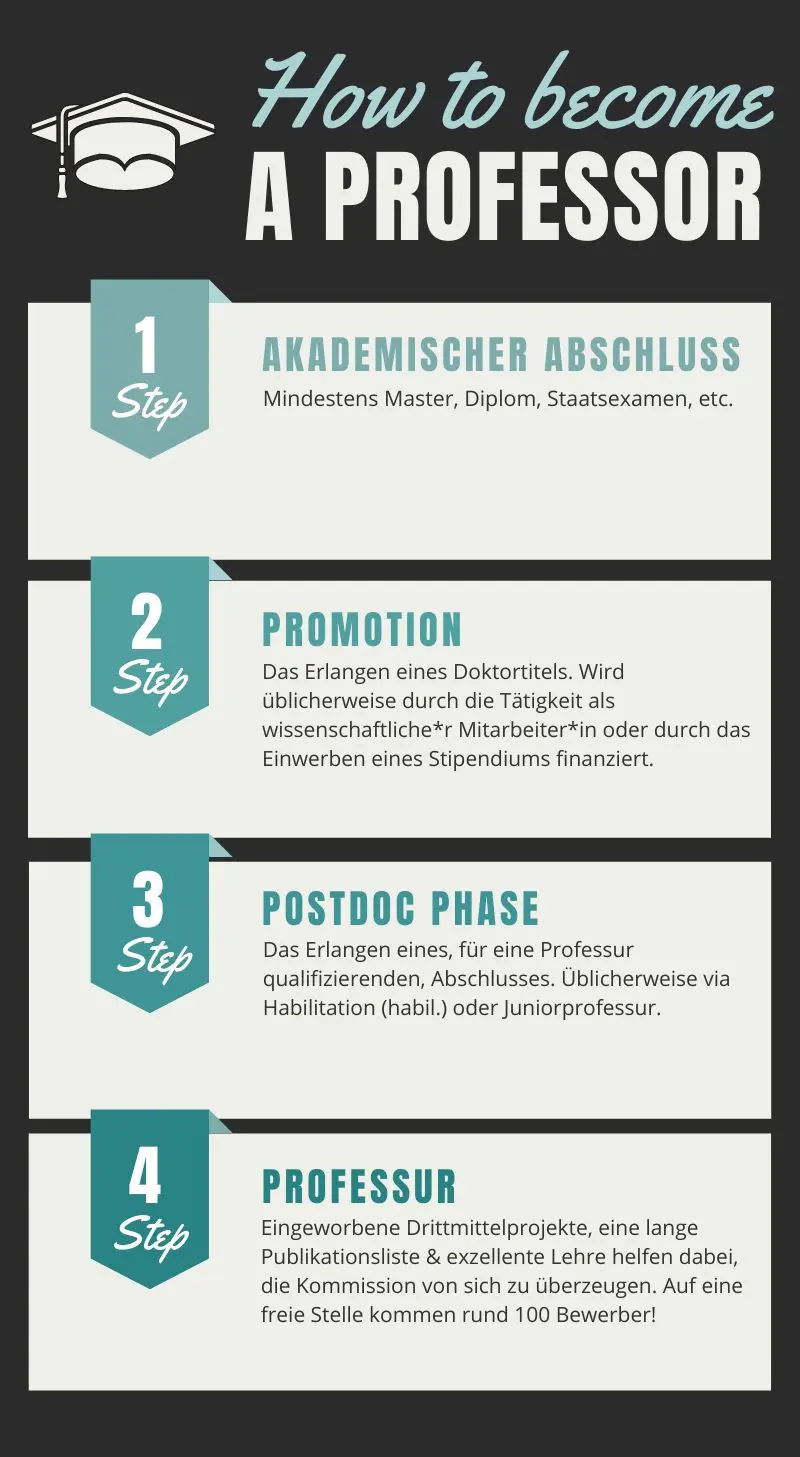 How to become
A PROFESSOR
1
Step
AKADEMISCHER ABSCHLUSS
Mindestens Master, Diplom, Staatsexamen, etc.
2
Step
PROMOTION
Das Erlangen eines Doktortitels. Wird
üblicherweise durch die Tätigkeit als
wissenschaftliche*r Mitarbeiter*in oder durch das
Einwerben eines Stipendiums finanziert.
3
Step
POSTDOC PHASE
Das Erlangen eines, für eine Professur
qualifizierenden, Abschlusses. Üblicherweise via
Habilitation (habil.) oder Juniorprofessur.
4
Step
PROFESSUR
Eingeworbene Drittmittelprojekte, eine lange
Publikationsliste & exzellente Lehre helfen dabei,
die Kommission von sich zu überzeugen. Auf eine
freie Stelle kommen rund 100 Bewerber!